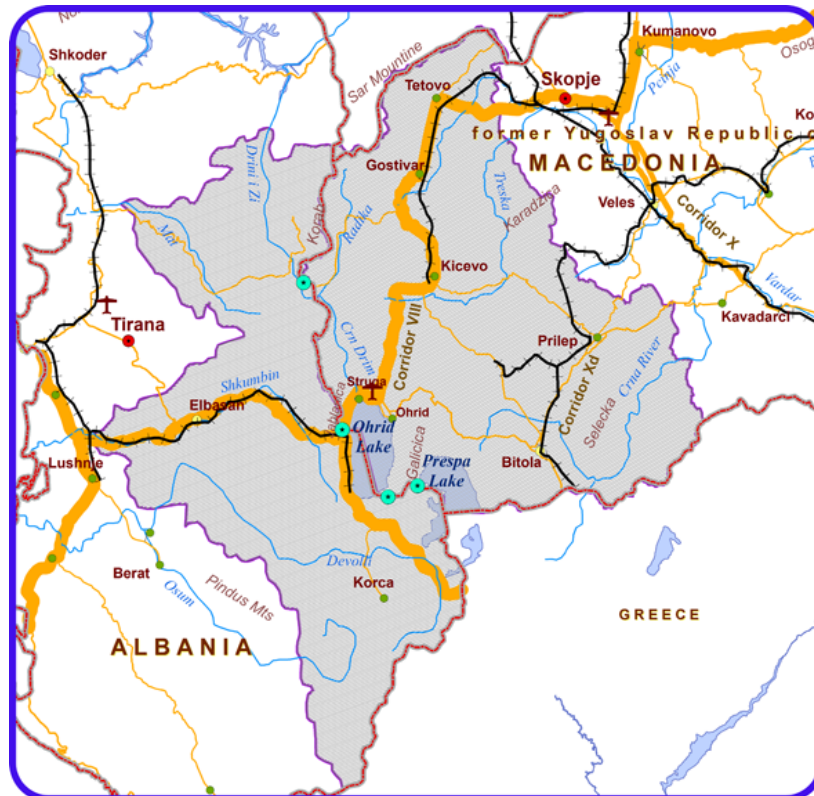 Kumanovo
Shkoder
Sar Mountine
Skopje
Pcinja
Tetovo
former Yugoslav Republic
MACEDONIA
Drini i Zi
Gostivar
Treska
Karadzica
Veles
Corridor X
Korab
Radika
Mat
Kicevo
Vardar
Tirana
Kavadarci
Prilep
Crn Drim
Corridor VIII
Crna River
Shkumbin
Struga
Corridor Xd
Elbasan
Ohrid
Selecka
Ohrid
Lake
Galicica
Prespa
Lake
Bitola
Lushnje
Devolli
Berat
Osum
Pindus Mts
Korca
GREECE
ALBANIA